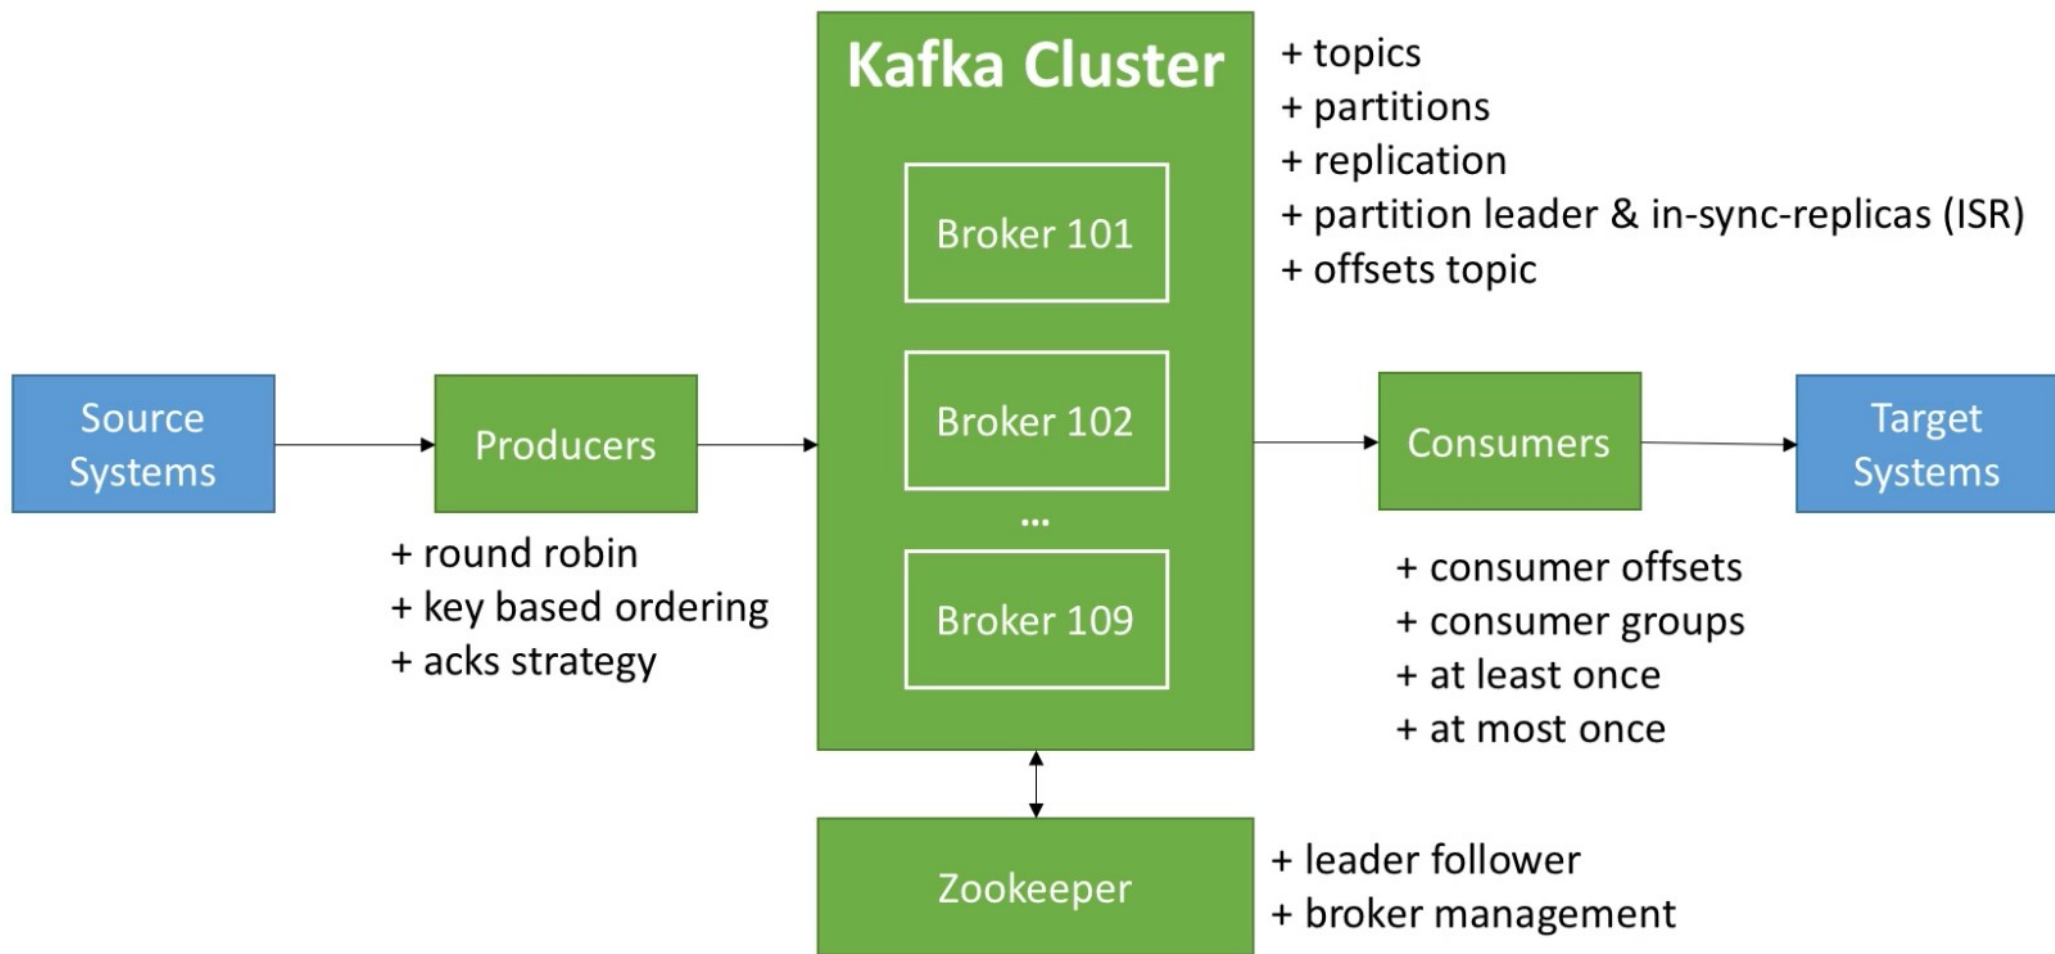 Kafka Cluster
+ topics
+ partitions
+ replication
+ partition leader & in-sync-replicas (ISR)
+ offsets topic
Broker 101
Broker 102
...
Broker 109
Source
Systems
Producers
+ round robin
+ key based ordering
+ acks strategy
Consumers
+ consumer offsets
+ consumer groups
+ at least once
+ at most once
Target
Systems
Zookeeper
+ leader follower
+ broker management